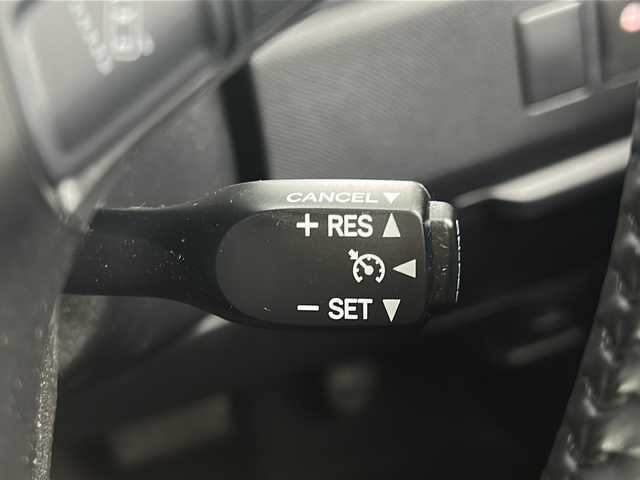 CANCEL ▼
+ RES ▲
◀
− SET ▼